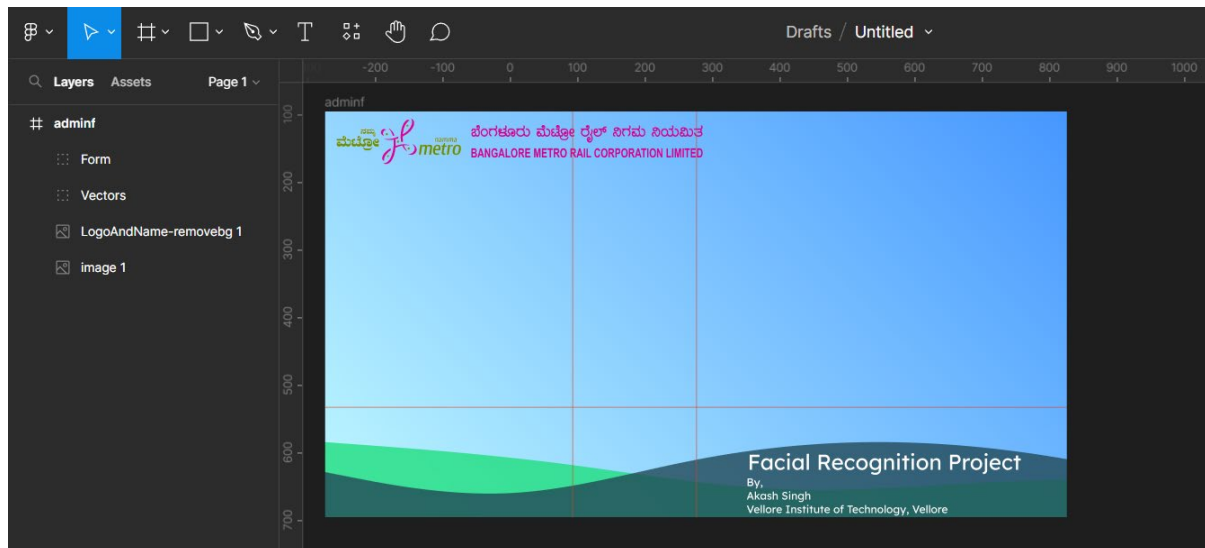 Drafts / Untitled
Layers Assets Page 1
-200 -100 0 100 200 300 400 500 600 700 800 900 1000
adminf
Form
Vectors
LogoAndName-removebg 1
image 1
100
200
300
400
500
600
700
adminf
ನಮ್ಮ
ಮೆಟ್ರೋ
namma
metro
ಬೆಂಗಳೂರು ಮೆಟ್ರೋ ರೈಲ್ ನಿಗಮ ನಿಯಮಿತ
BANGALORE METRO RAIL CORPORATION LIMITED
Facial Recognition Project
By,
Akash Singh
Vellore Institute of Technology, Vellore